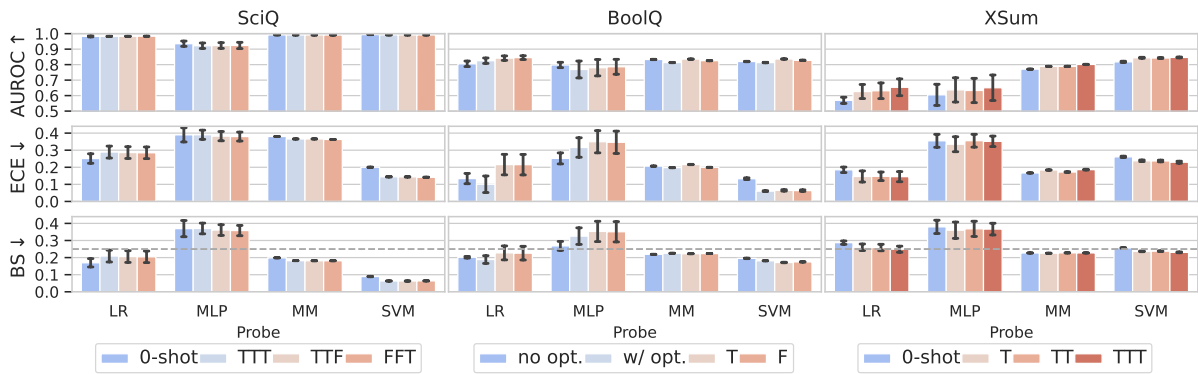 SciQ BoolQ XSum
AUROC ↑
1.0
0.9
0.8
0.7
0.6
0.5
ECE ↓
0.4
0.3
0.2
0.1
0.0
BS ↓
0.4
0.3
0.2
0.1
0.0
LR MLP MM SVM LR MLP MM SVM LR MLP MM SVM
Probe Probe Probe
0-shot TTT TTF FFT no opt. w/ opt. T F 0-shot T TT TTT